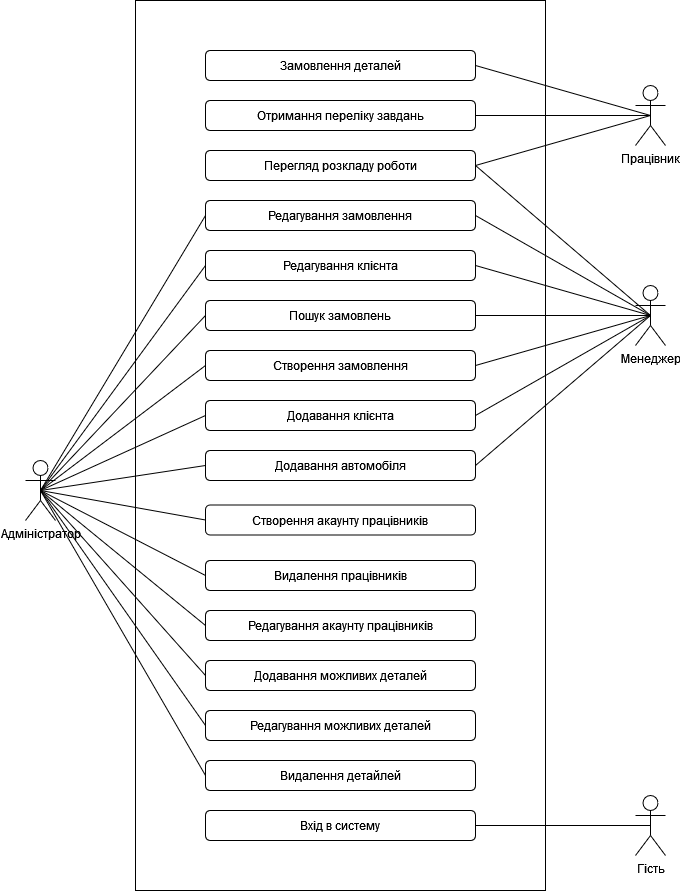 Замовлення деталей
Отримання переліку завдань
Працівник
Перегляд розкладу роботи
Редагування замовлення
Редагування клієнта
Пошук замовлень
Менеджер
Створення замовлення
Додавання клієнта
Додавання автомобіля
Адміністратор
Створення акаунту працівників
Видалення працівників
Редагування акаунту працівників
Додавання можливих деталей
Редагування можливих деталей
Видалення детайлей
Вхід в систему
Гість